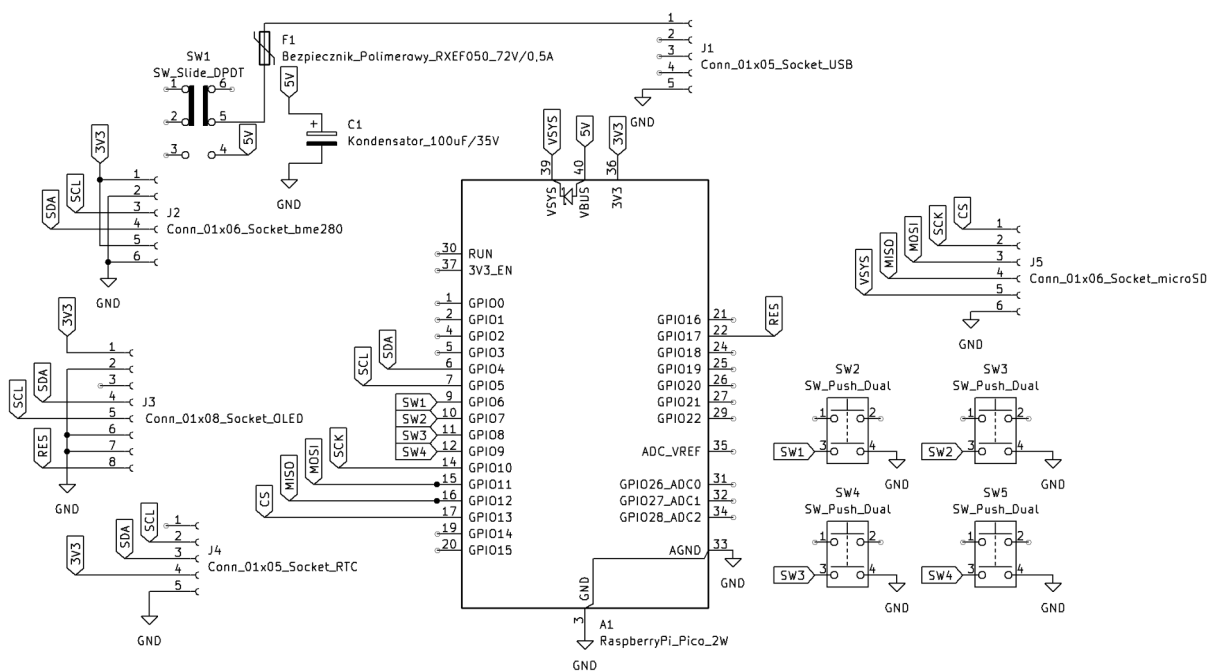 SW1
SW_Slide_DPDT
1
6
2
5
3
4
5V
F1
Bezpiecznik_Polimerowy_RXEF050_72V/0,5A
5V
C1
+
Kondensator_100uF/35V
GND
1
2
3
4
5
J1
Conn_01x05_Socket_USB
GND
3V3
SCL
SDA
1
2
3
4
5
6
J2
Conn_01x06_Socket_bme280
GND
3V3
SDA
SCL
RES
1
2
3
4
5
6
7
8
J3
Conn_01x08_Socket_OLED
GND
SCL
SDA
3V3
1
2
3
4
5
J4
Conn_01x05_Socket_RTC
GND
VSYS
5V
3V3
39
40
36
VSYS
VBUS
3V3
30 RUN
37 3V3_EN
1 GPIO0
2 GPIO1
4 GPIO2
5 GPIO3
SDA 6 GPIO4
SCL 7 GPIO5
SW1 9 GPIO6
SW2 10 GPIO7
SW3 11 GPIO8
SW4 12 GPIO9
SCK 14 GPIO10
MOSI 15 GPIO11
MISO 16 GPIO12
CS 17 GPIO13
19 GPIO14
20 GPIO15
GPIO16 21
GPIO17 22 RES
GPIO18 24
GPIO19 25
GPIO20 26
GPIO21 27
GPIO22 29
ADC_VREF 35
GPIO26_ADC0 31
GPIO27_ADC1 32
GPIO28_ADC2 34
AGND 33
GND
GND
3
A1
RaspberryPi_Pico_2W
GND
CS
SCK
MOSI
MISO
VSYS
1
2
3
4
5
6
J5
Conn_01x06_Socket_microSD
GND
SW2
SW_Push_Dual
1 2
SW1 3 4
GND
SW3
SW_Push_Dual
1 2
SW2 3 4
GND
SW4
SW_Push_Dual
1 2
SW3 3 4
GND
SW5
SW_Push_Dual
1 2
SW4 3 4
GND